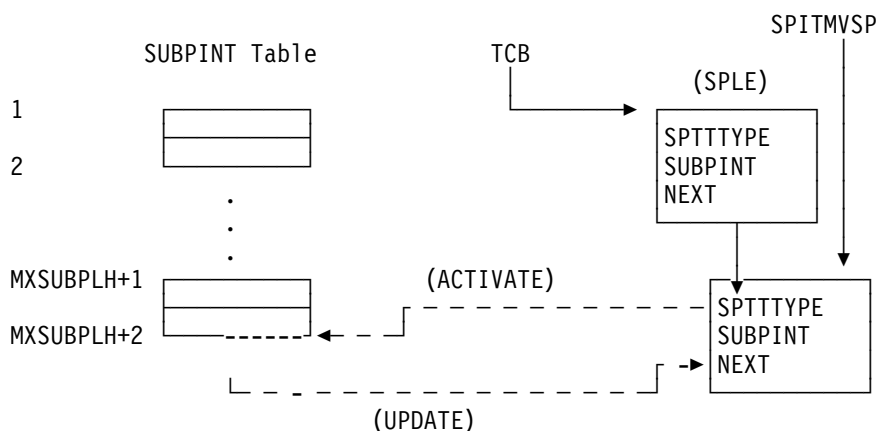 SPITMVSP
SUBPINT Table
TCB
(SPLE)
1
SPTTTYPE
2
SUBPINT
NEXT
MXSUBPLH+1
(ACTIVATE)
SPTTTYPE
MXSUBPLH+2
SUBPINT
NEXT
(UPDATE)